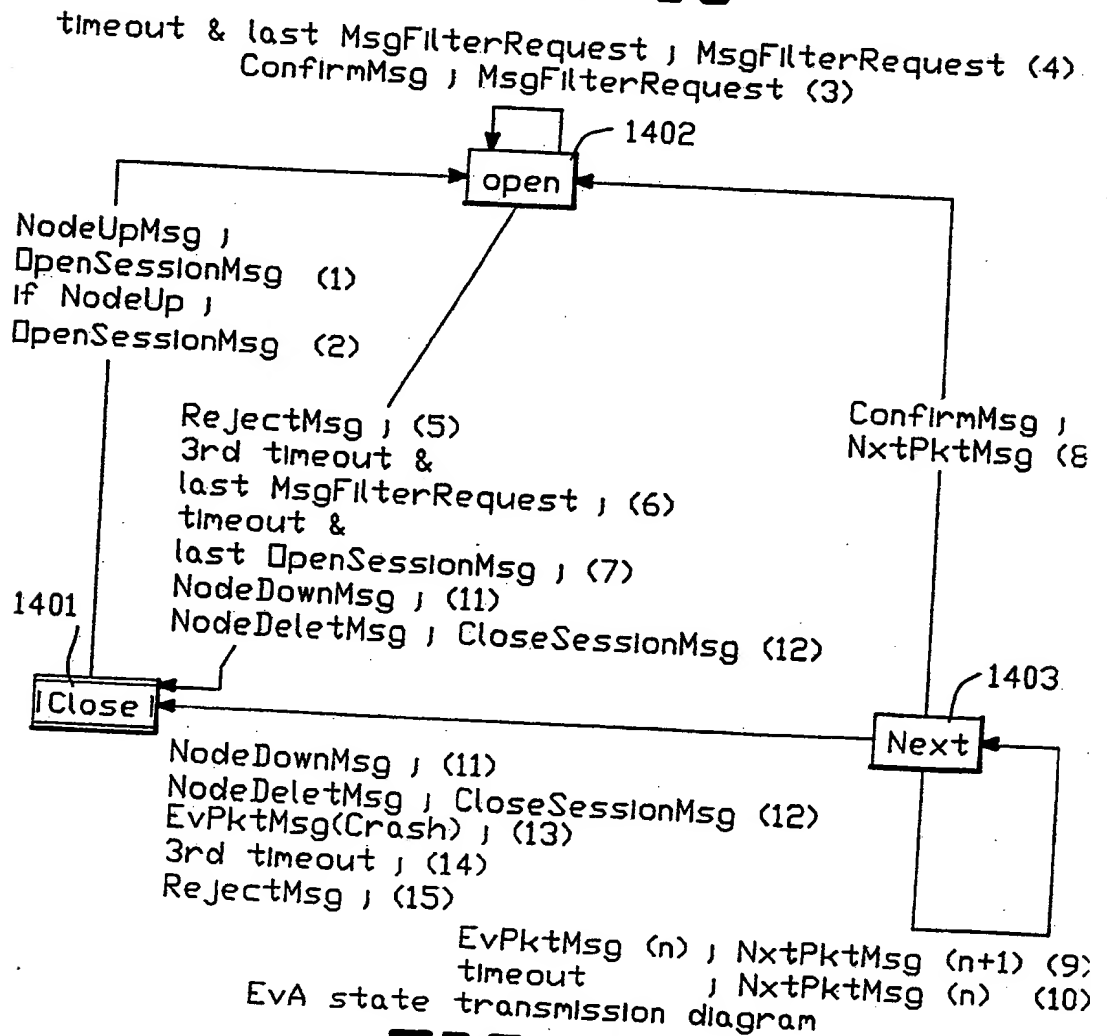 timeout & last MsgFilterRequest ; MsgFilterRequest (4)
ConfirmMsg ; MsgFilterRequest (3)
1402
open
NodeUpMsg ;
OpenSessionMsg (1)
If NodeUp ;
OpenSessionMsg (2)
RejectMsg ; (5)
3rd timeout &
last MsgFilterRequest ; (6)
timeout &
last OpenSessionMsg ; (7)
NodeDownMsg ; (11)
NodeDeletMsg ; CloseSessionMsg (12)
ConfirmMsg ;
NxtPktMsg (8
1401
Close
1403
Next
NodeDownMsg ; (11)
NodeDeletMsg ; CloseSessionMsg (12)
EvPktMsg(Crash) ; (13)
3rd timeout ; (14)
RejectMsg ; (15)
EvPktMsg (n) ; NxtPktMsg (n+1) (9)
timeout ; NxtPktMsg (n) (10)
EvA state transmission diagram